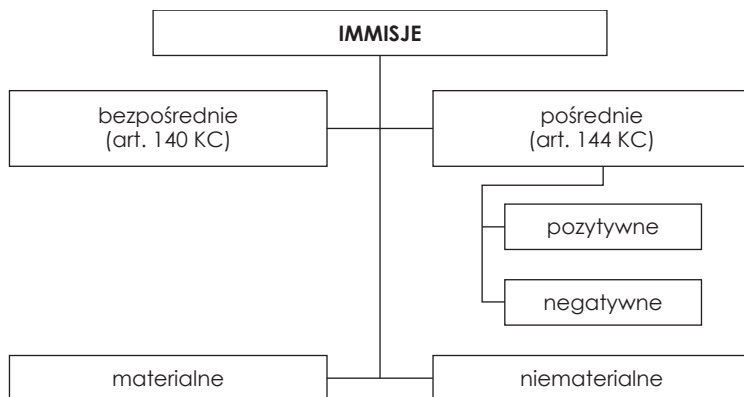 IMMISJE
bezpośrednie
(art. 140 KC)
pośrednie
(art. 144 KC)
pozytywne
negatywne
materialne
niematerialne